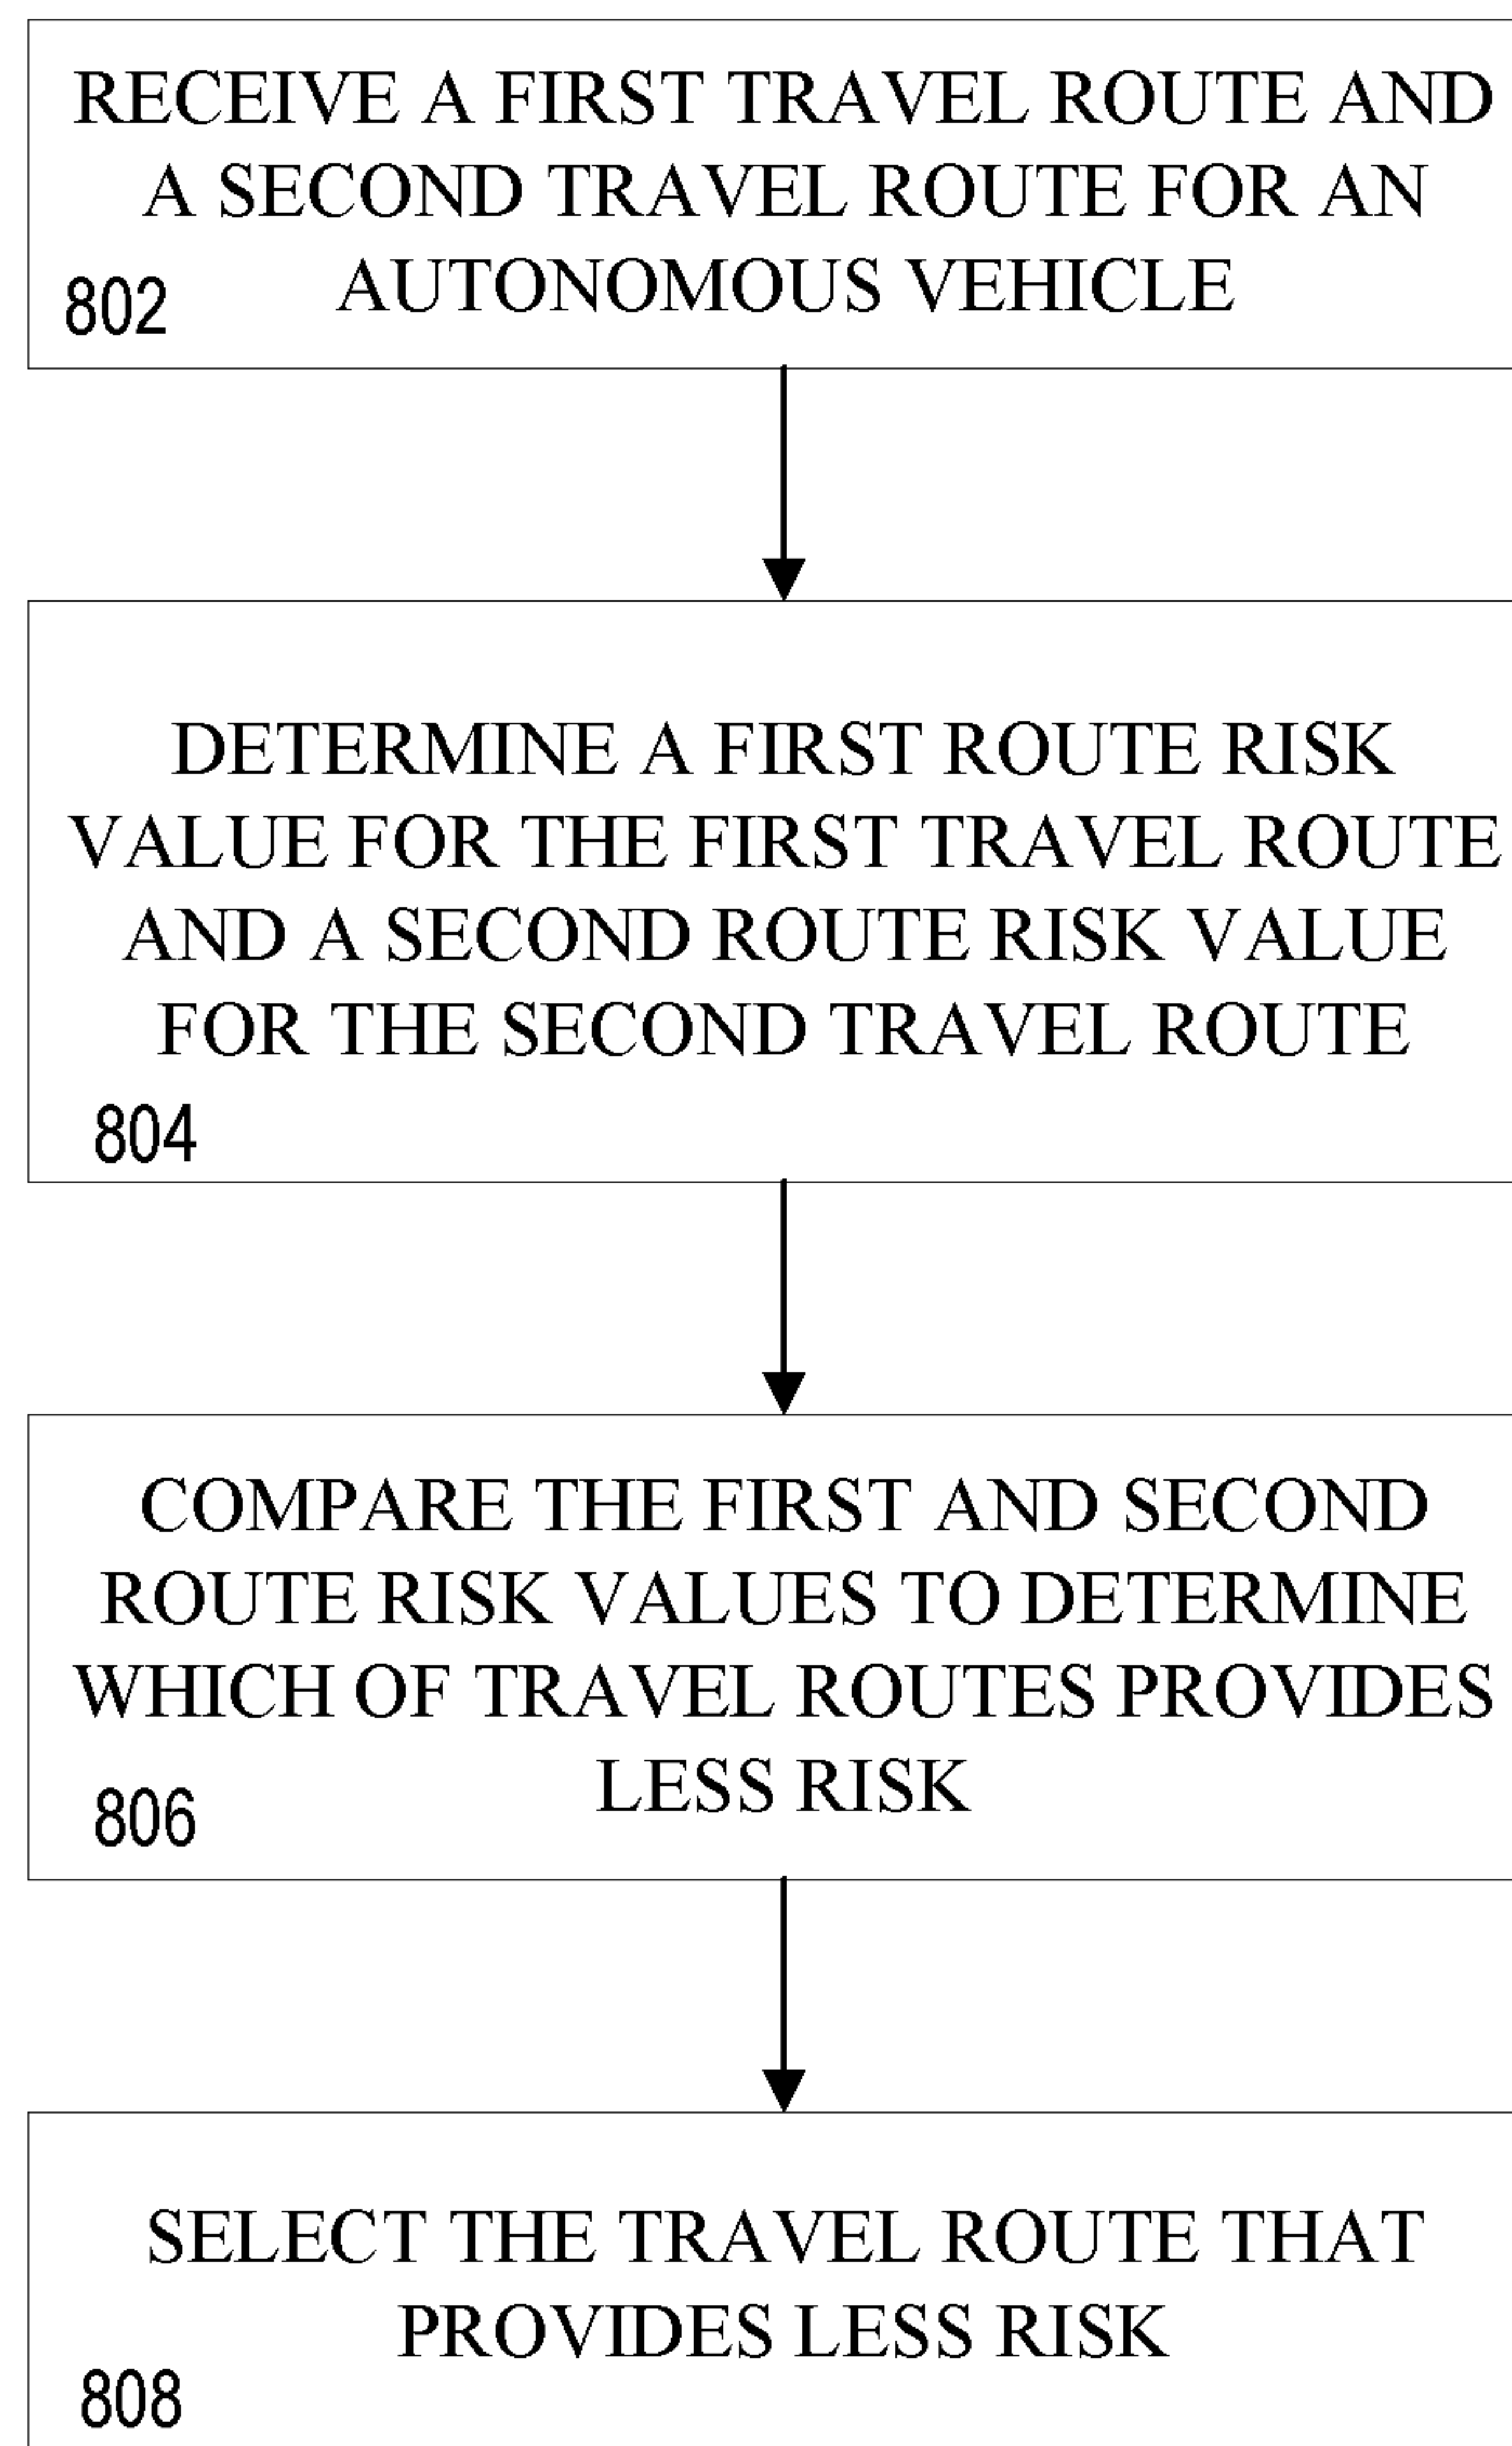 RECEIVE A FIRST TRAVEL ROUTE AND
A SECOND TRAVEL ROUTE FOR AN
AUTONOMOUS VEHICLE
802
DETERMINE A FIRST ROUTE RISK
VALUE FOR THE FIRST TRAVEL ROUTE
AND A SECOND ROUTE RISK VALUE
FOR THE SECOND TRAVEL ROUTE
804
COMPARE THE FIRST AND SECOND
ROUTE RISK VALUES TO DETERMINE
WHICH OF TRAVEL ROUTES PROVIDES
LESS RISK
806
SELECT THE TRAVEL ROUTE THAT
PROVIDES LESS RISK
808